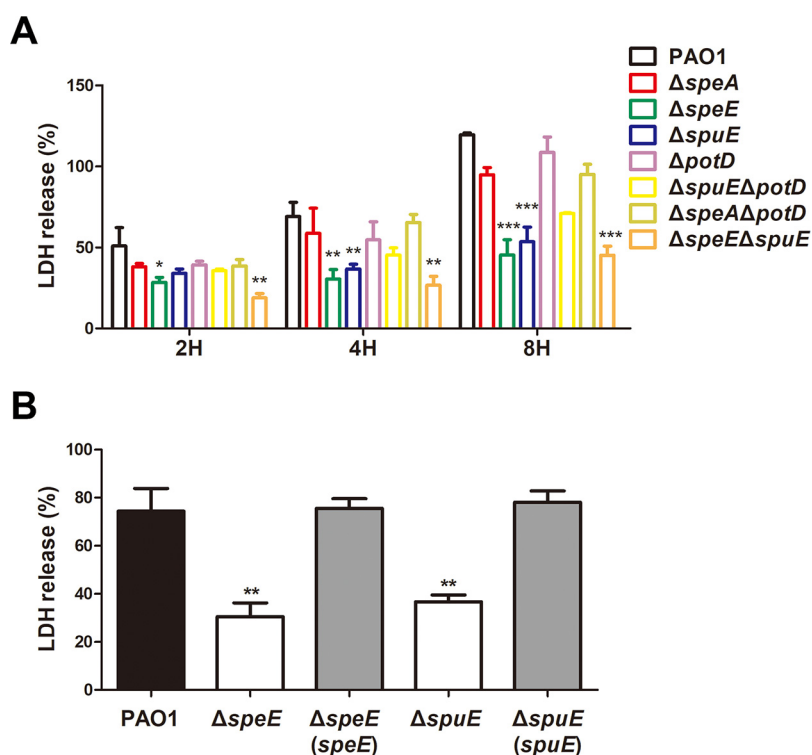 A
LDH release (%)
150
100
50
0
2H
4H
8H
*
**
**
**
**
***
***
***
PAO1
ΔspeA
ΔspeE
ΔspuE
ΔpotD
ΔspuEΔpotD
ΔspeAΔpotD
ΔspeEΔspuE
B
LDH release (%)
100
80
60
40
20
0
**
**
PAO1
ΔspeE
ΔspeE
(speE)
ΔspuE
ΔspuE
(spuE)